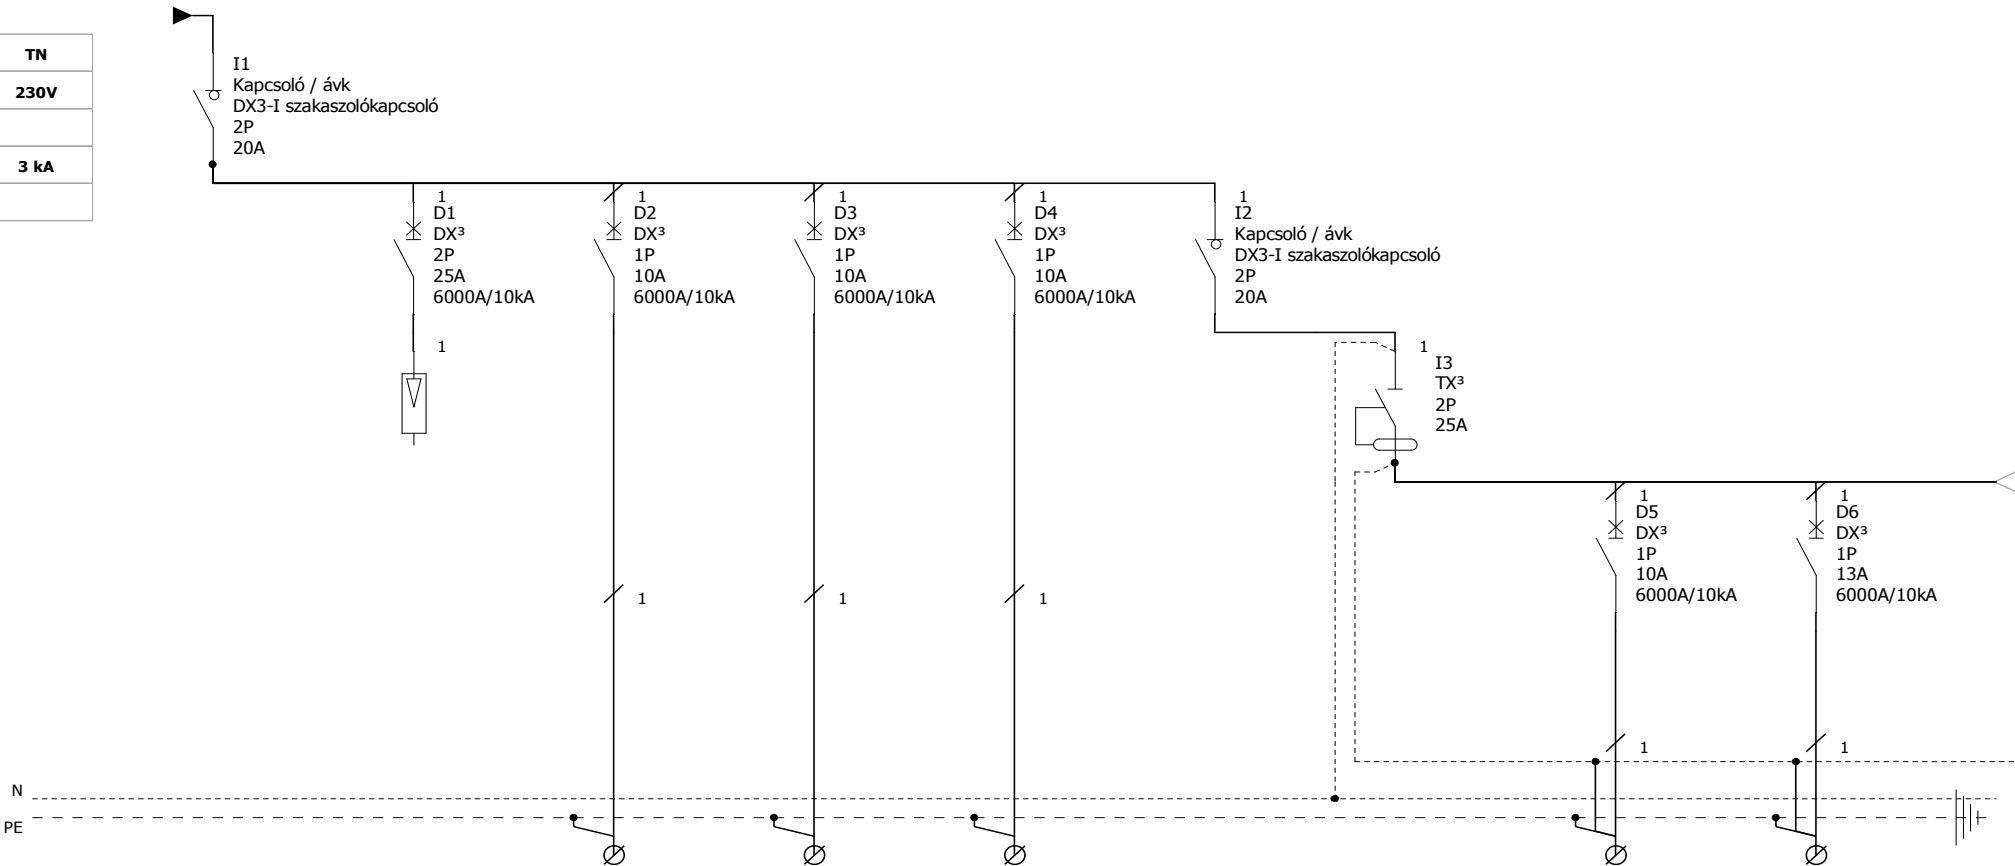 TN
230V
3 kA
I1
Kapcsoló / ávk
DX3-I szakaszolókapcsoló
2P
20A
1
D1
DX³
2P
25A
6000A/10kA
1
1
D2
DX³
1P
10A
6000A/10kA
1
1
D3
DX³
1P
10A
6000A/10kA
1
1
D4
DX³
1P
10A
6000A/10kA
1
1
I2
Kapcsoló / ávk
DX3-I szakaszolókapcsoló
2P
20A
1
I3
TX³
2P
25A
1
D5
DX³
1P
10A
6000A/10kA
1
1
D6
DX³
1P
13A
6000A/10kA
1
N
PE